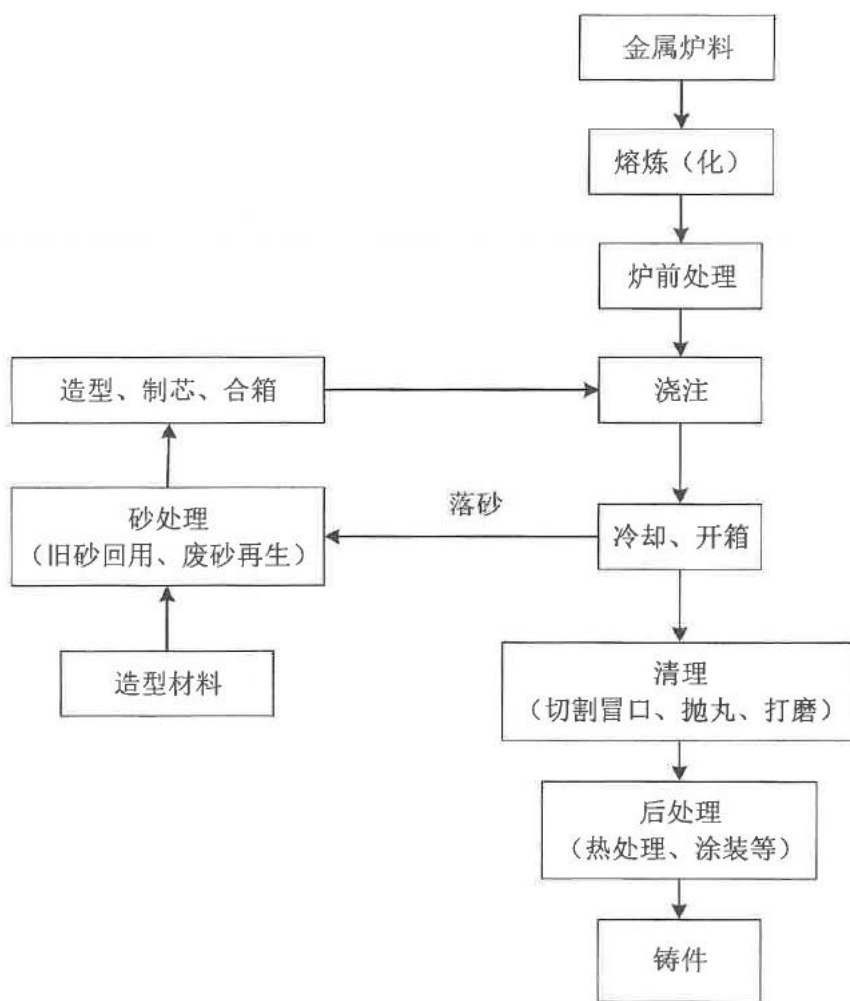 金属炉料
熔炼（化）
炉前处理
造型、制芯、合箱
浇注
落砂
砂处理
（旧砂回用、废砂再生）
冷却、开箱
造型材料
清理
（切割冒口、抛丸、打磨）
后处理
（热处理、涂装等）
铸件